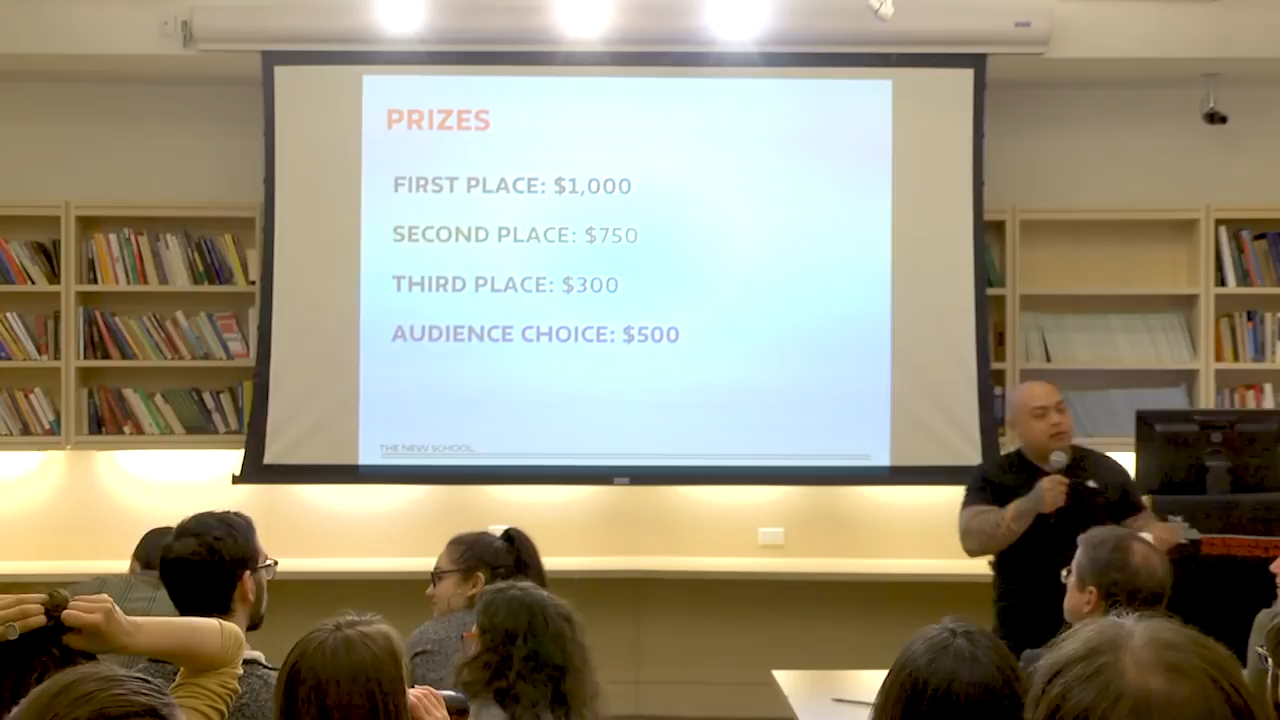 PRIZES
FIRST PLACE: $1,000
SECOND PLACE: $750
THIRD PLACE: $300
AUDIENCE CHOICE: $500
THE NEW SCHOOL